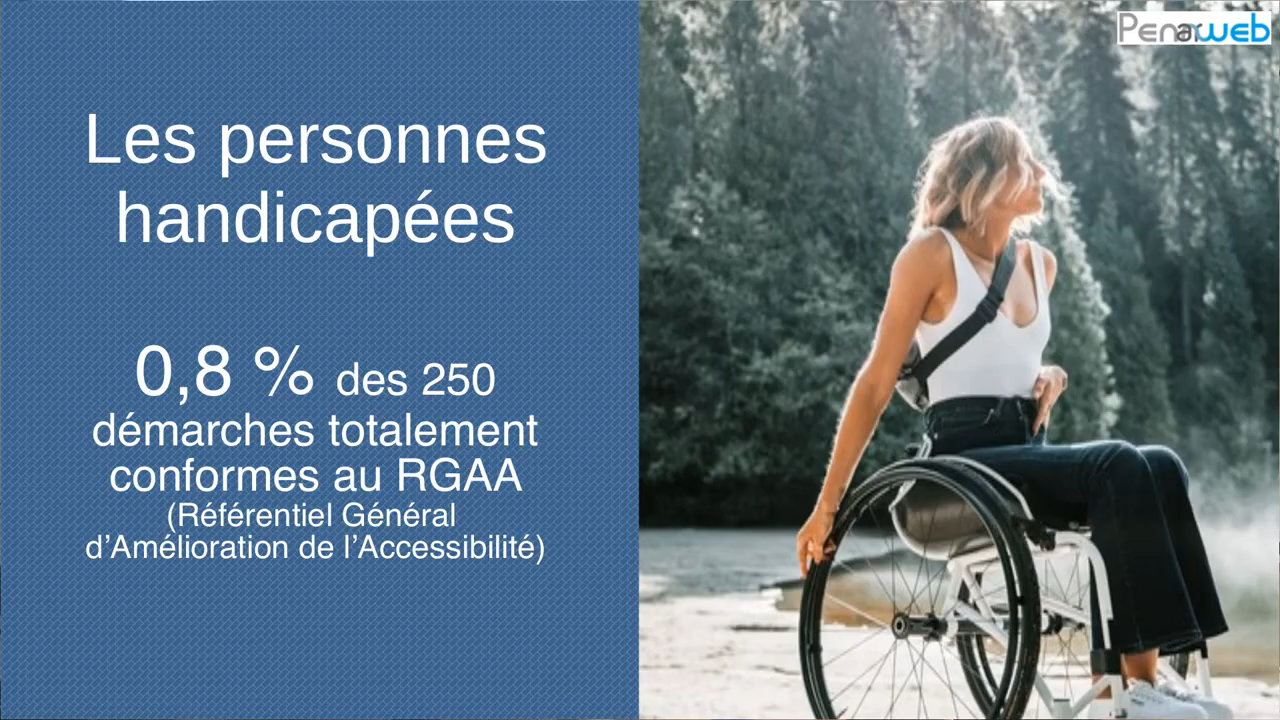 Penarweb
Les personnes
handicapées
0,8 % des 250
démarches totalement
conformes au RGAA
(Référentiel Général
d’Amélioration de l’Accessibilité)